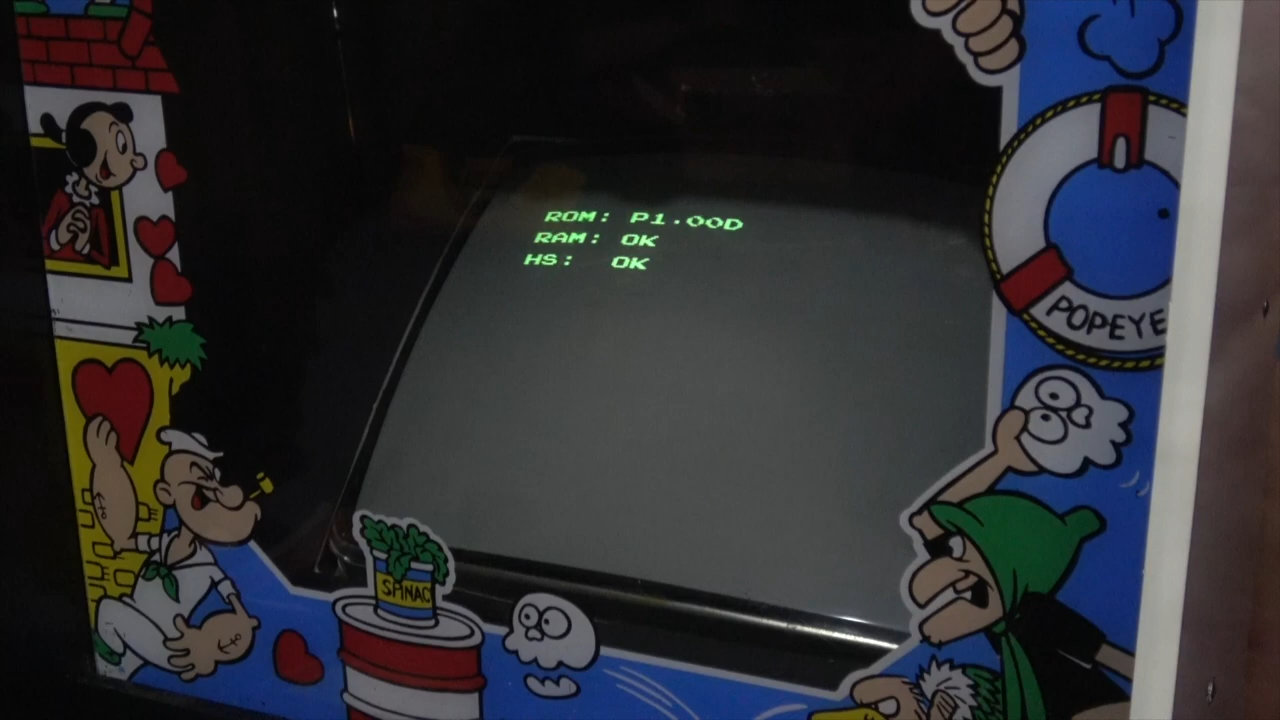 ROM: P1.00D
RAM: OK
HS: OK
POPEYE
SPINAC